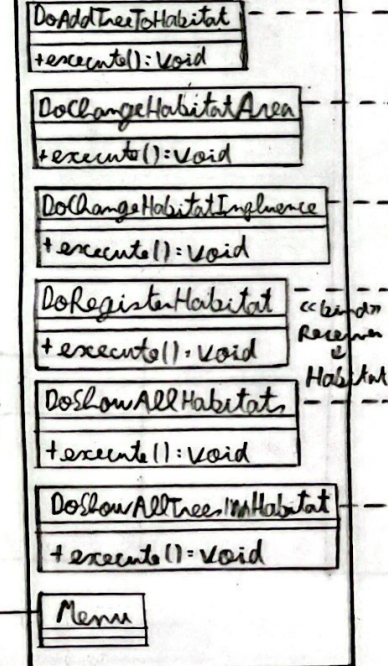 DoAddTreeToHabitat
+execute():void
DoChangeHabitatArea
+execute():void
DoChangeHabitatInfluence
+execute():void
DoRegisterHabitat
+execute():void
<<bind>>
Receiver
→
Habitat
DoShowAllHabitats
+execute():void
DoShowAllTreesInHabitat
+execute():void
Menu